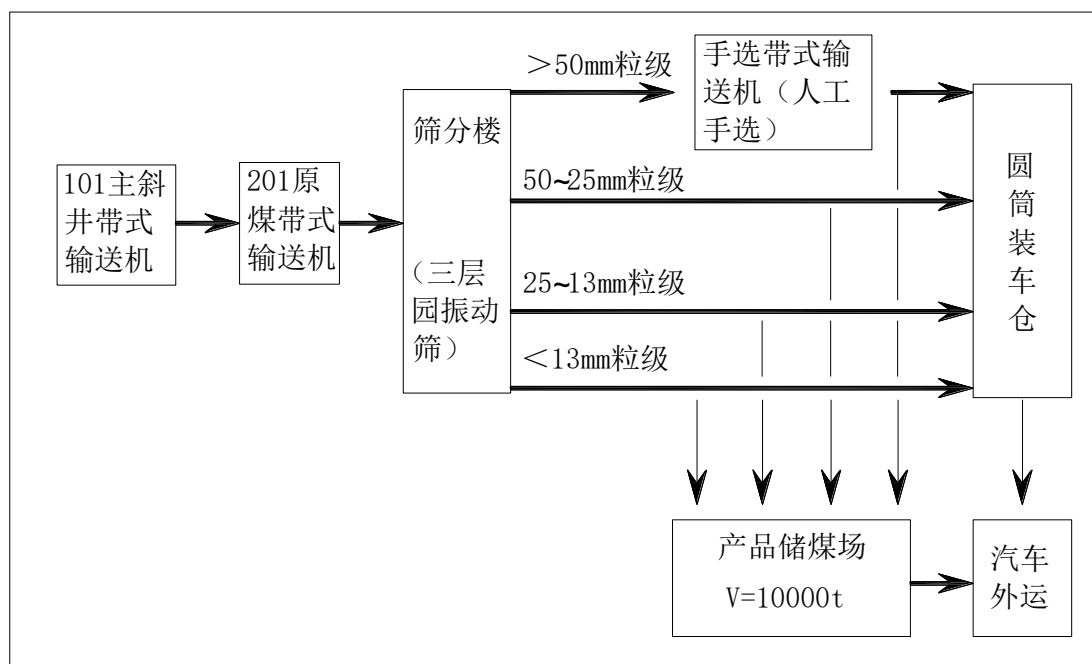 101主斜
井带式
输送机
201原
煤带式
输送机
筛分楼
（三层
园振动
筛）
＞50mm粒级
手选带式输
送机（人工
手选）
50~25mm粒级
25~13mm粒级
＜13mm粒级
圆
筒
装
车
仓
产品储煤场
V=10000t
汽车
外运